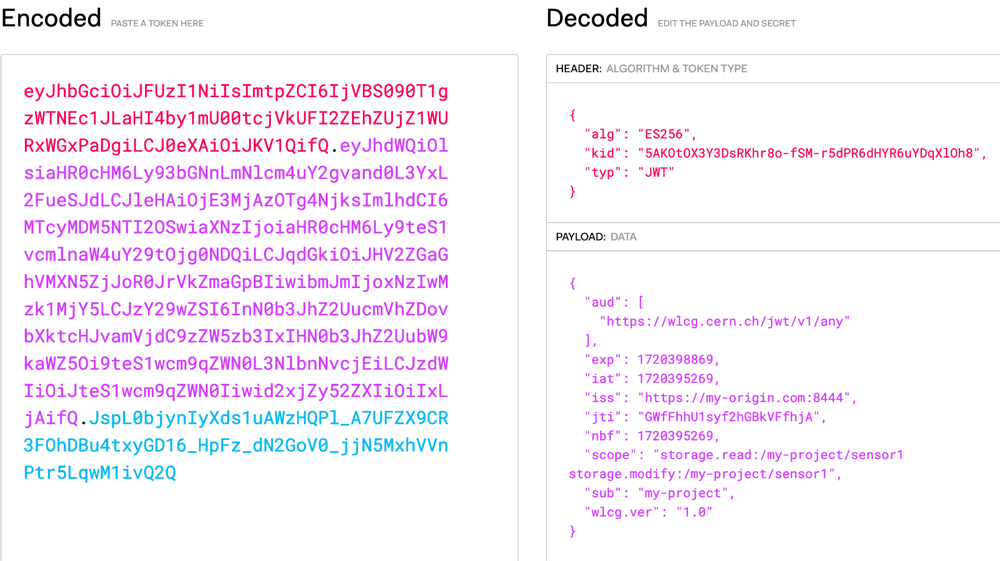 Encoded PASTE A TOKEN HERE
eyJhbGciOiJFUzI1NiIsImtpZCI6IjVBS090T1g
zWTNEc1JLaHI4by1mU00tcjVkUFI2ZEhZUjZ1WU
RxWGxPaDgiLCJ0eXAiOiJKV1QifQ.eyJhdWQiOl
siaHR0cHM6Ly93bGNnLmNlcm4uY2gvand0L3YxL
2FueSJdLCJleHAiOjE3MjAzOTg4NjksImlhdCI6
MTcyMDM5NTI2OSwiaXNzIjoiaHR0cHM6Ly9teS1
vcmlnaW4uY29tOjg0NDQiLCJqdGkiOiJHV2ZGaG
hVMXN5ZjJoR0JrVkZmaGpBIiwibmJmIjoxNzIwM
zk1MjY5LCJzY29wZSI6InN0b3JhZ2UucmVhZDov
bXktcHJvamVjdC9zZW5zb3IxIHN0b3JhZ2UubW9
kaWZ5Oi9teS1wcm9qZWN0L3NlbnNvcjEiLCJzdW
IiOiJteS1wcm9qZWN0Iiwid2xjZy52ZXIiOiIxL
jAifQ.JspL0bjynIyXds1uAWzHQPl_A7UFZX9CR
3FOhDBu4txyGD16_HpFz_dN2GoV0_jjN5MxhVVn
Ptr5LqwM1ivQ2Q
Decoded EDIT THE PAYLOAD AND SECRET
HEADER: ALGORITHM & TOKEN TYPE
{
"alg": "ES256",
"kid": "5AKOtOX3Y3DsRKhr8o-fSM-r5dPR6dHYR6uYDqXlOh8",
"typ": "JWT"
}
PAYLOAD: DATA
{
"aud": [
"https://wlcg.cern.ch/jwt/v1/any"
],
"exp": 1720398869,
"iat": 1720395269,
"iss": "https://my-origin.com:8444",
"jti": "GWfFhhU1syf2hGBkVFfhjA",
"nbf": 1720395269,
"scope": "storage.read:/my-project/sensor1
storage.modify:/my-project/sensor1",
"sub": "my-project",
"wlcg.ver": "1.0"
}